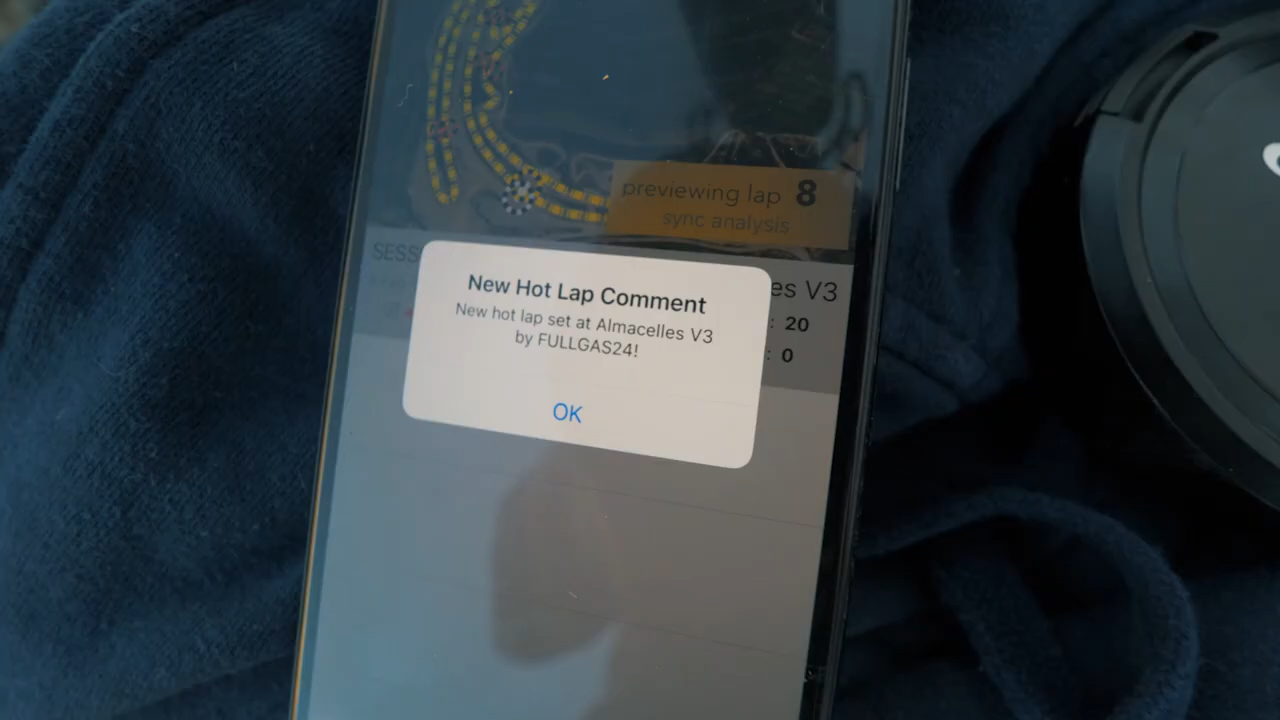 previewing lap 8
sync analysis
SESS
es V3
New Hot Lap Comment
New hot lap set at Almacelles V3
by FULLGAS24!
: 20
: 0
OK